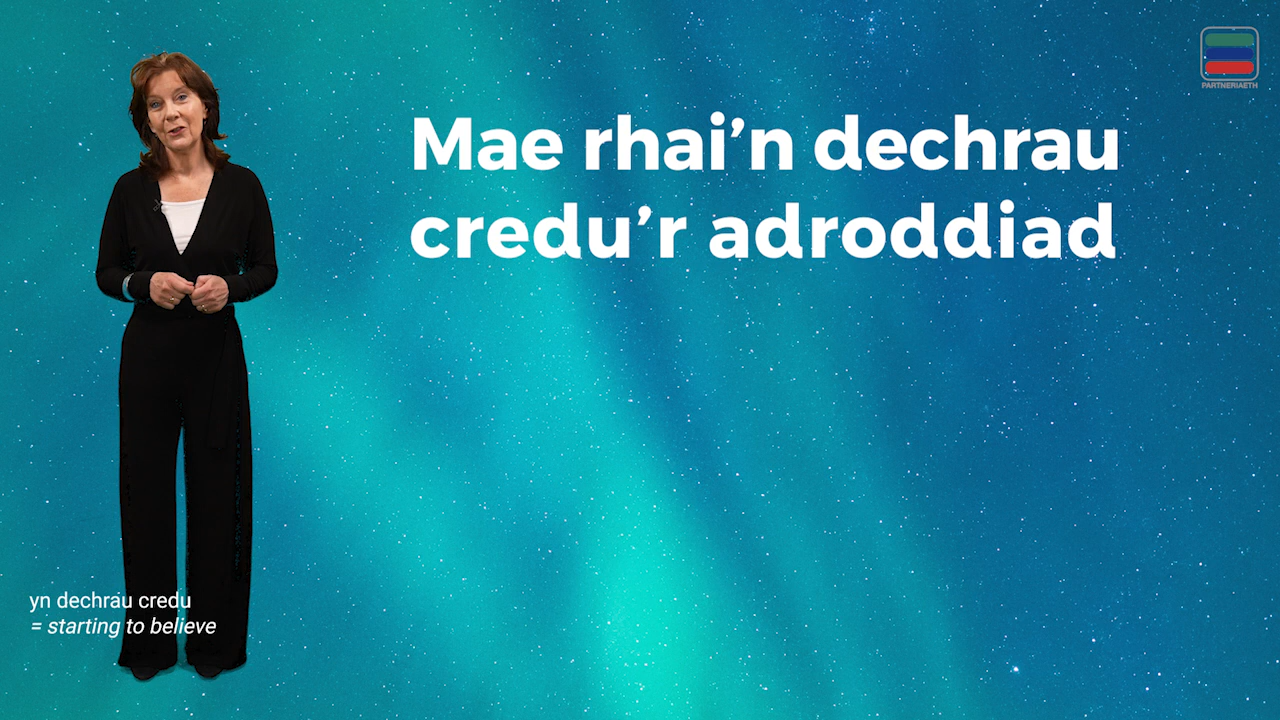 PARTNERIAETH
Mae rhai’n dechrau
credu’r adroddiad
yn dechrau credu
= starting to believe